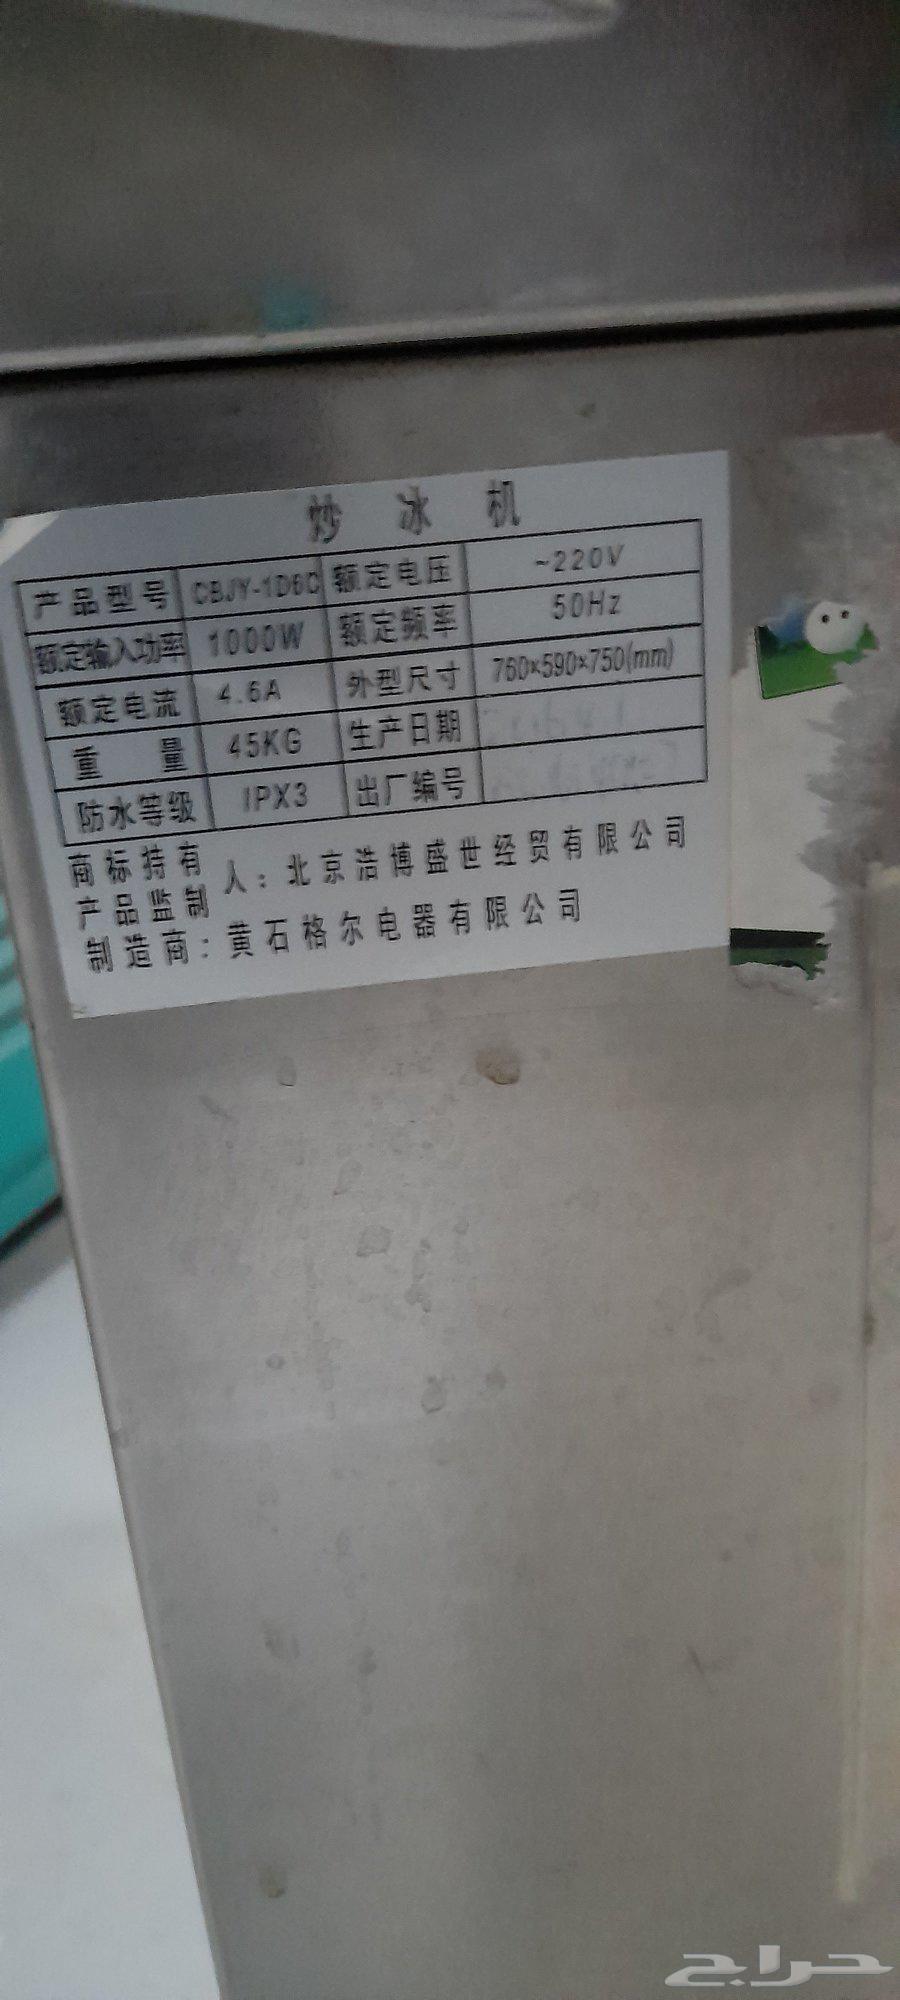 炒冰机
产品型号 CBJY-1D6C 额定电压 ~220V
额定输入功率 1000W 额定频率 50Hz
额定电流 4.6A 外型尺寸 760×590×750(mm)
重量 45KG 生产日期
防水等级 IPX3 出厂编号
商标持有
产品监制 人：北京浩博盛世经贸有限公司
制造商：黄石格尔电器有限公司
حراج